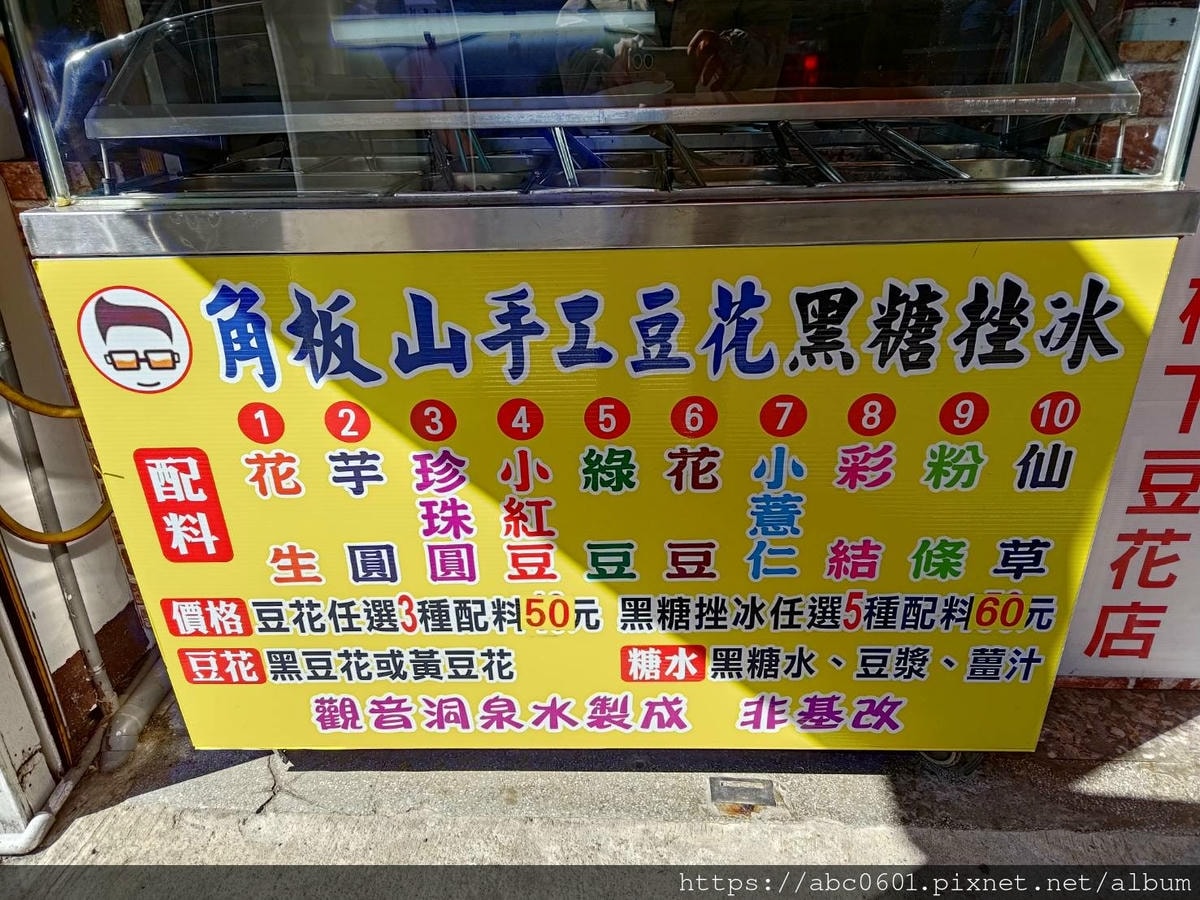 角板山手工豆花黑糖挫冰
1 2 3 4 5 6 7 8 9 10
配料
花生
芋圓
珍珠圓
小紅豆
綠豆
花豆
小薏仁
彩結
粉條
仙草
價格 豆花任選3種配料50元 黑糖挫冰任選5種配料60元
豆花 黑豆花或黃豆花 糖水 黑糖水、豆漿、薑汁
觀音洞泉水製成 非基改
下豆花店
https://abc0601.pixnet.net/album